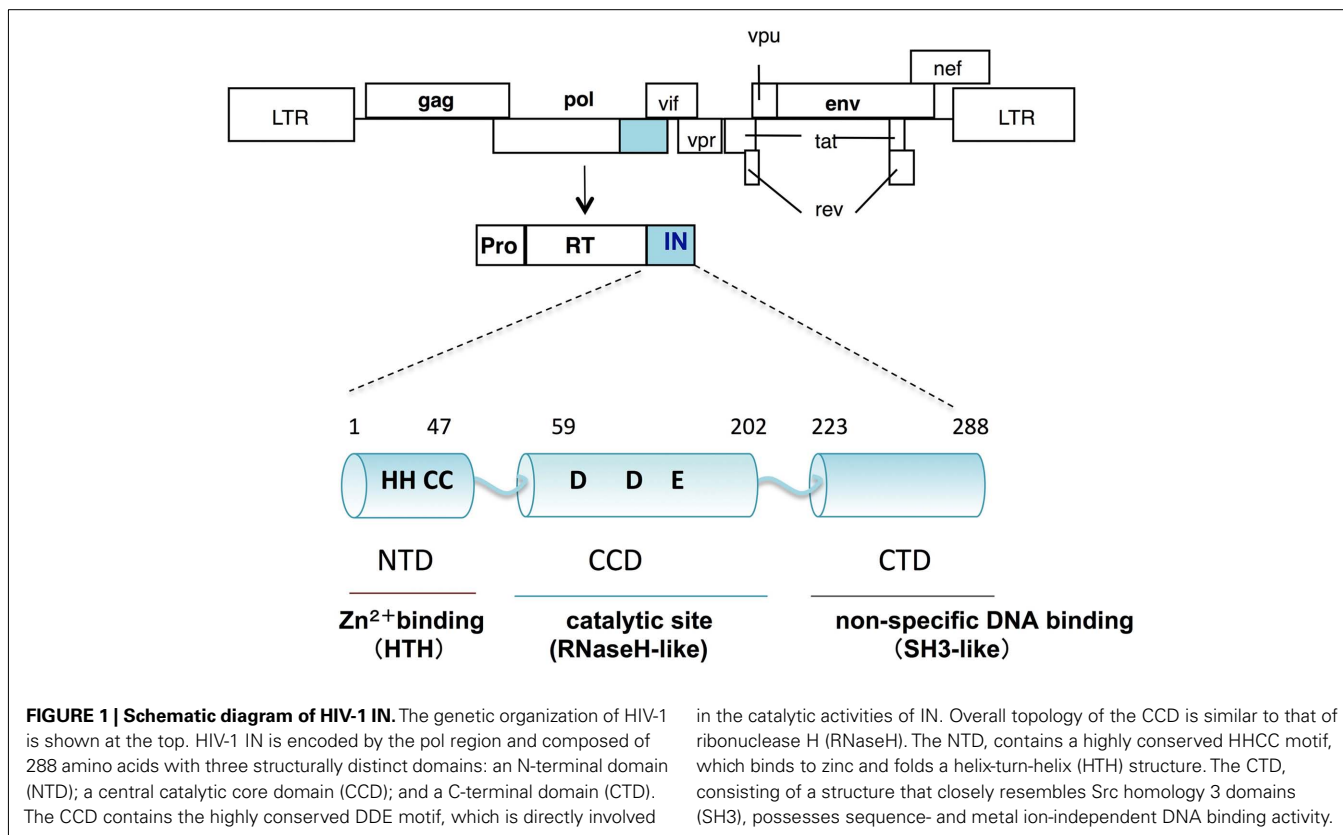 vpu
nef
gag
pol
vif
env
LTR
LTR
vpr
tat
rev
Pro
RT
IN
1
47
59
202
223
288
HH CC
D D E
NTD
CCD
CTD
Zn2+binding
(HTH)
catalytic site
(RNaseH-like)
non-specific DNA binding
(SH3-like)
FIGURE 1 | Schematic diagram of HIV-1 IN. The genetic organization of HIV-1
is shown at the top. HIV-1 IN is encoded by the pol region and composed of
288 amino acids with three structurally distinct domains: an N-terminal domain
(NTD); a central catalytic core domain (CCD); and a C-terminal domain (CTD).
The CCD contains the highly conserved DDE motif, which is directly involved
in the catalytic activities of IN. Overall topology of the CCD is similar to that of
ribonuclease H (RNaseH). The NTD, contains a highly conserved HHCC motif,
which binds to zinc and folds a helix-turn-helix (HTH) structure. The CTD,
consisting of a structure that closely resembles Src homology 3 domains
(SH3), possesses sequence- and metal ion-independent DNA binding activity.